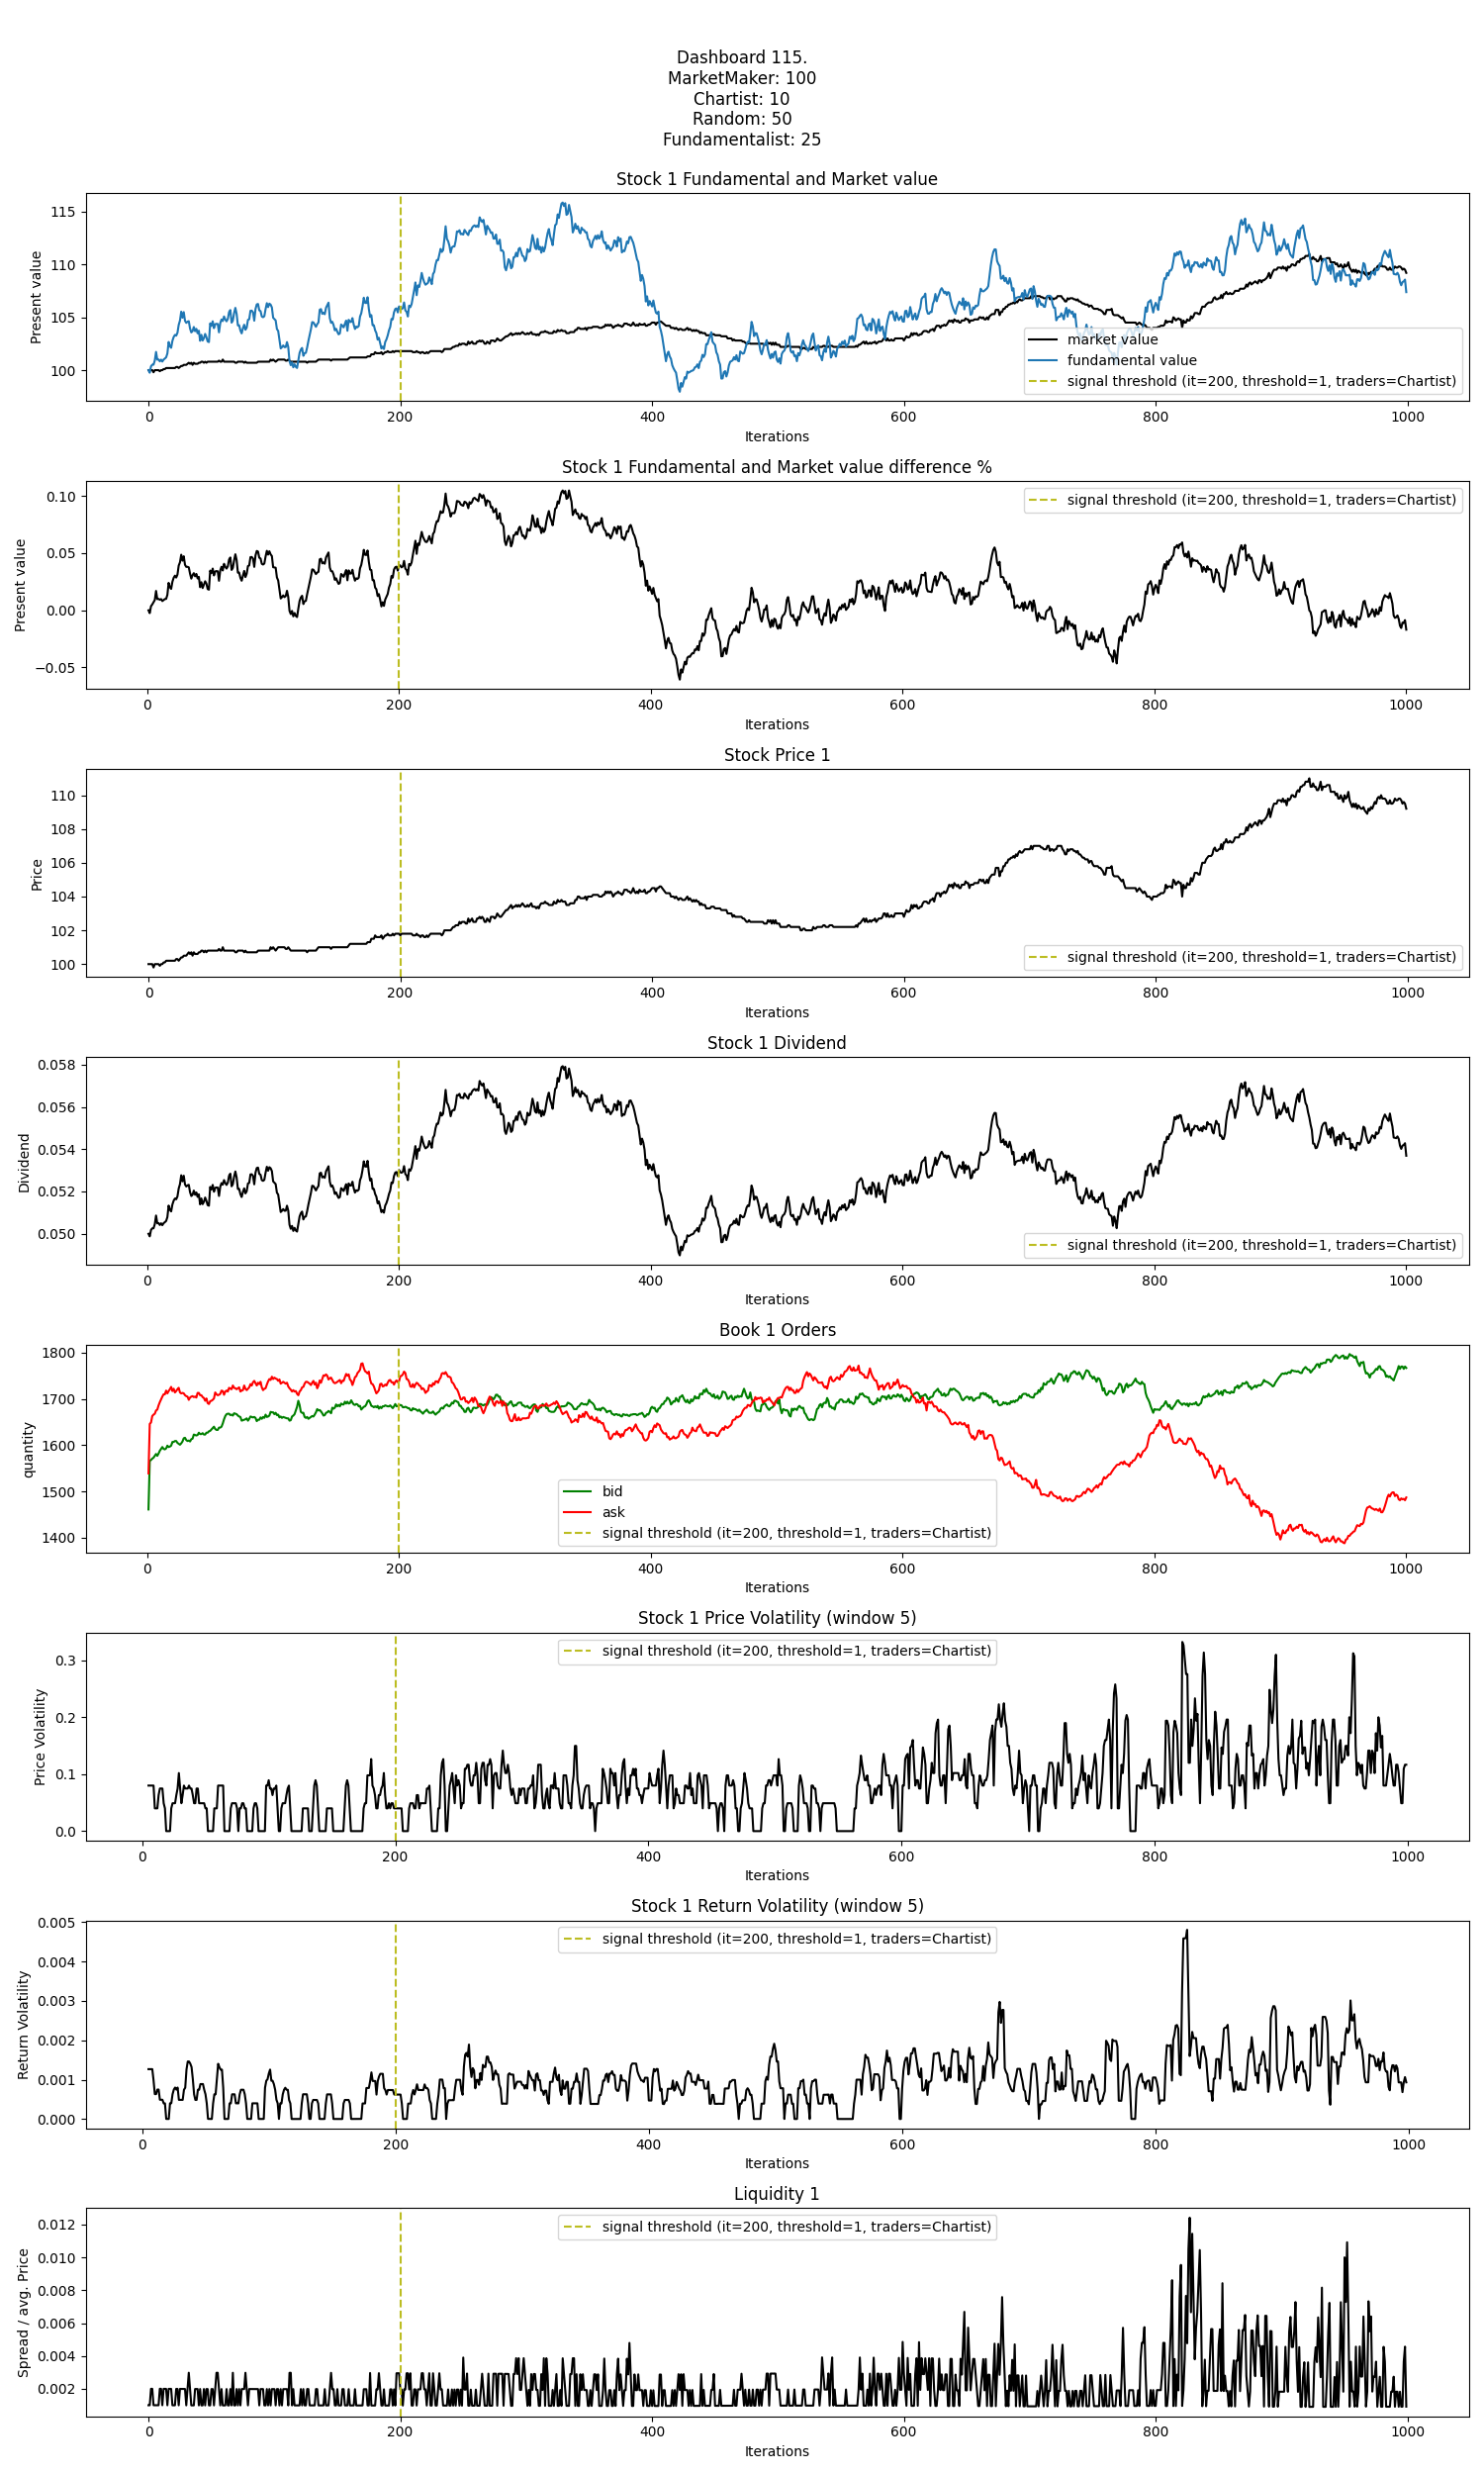 Dashboard 115.
MarketMaker: 100
Chartist: 10
Random: 50
Fundamentalist: 25
Stock 1 Fundamental and Market value
Present value
115
110
105
100
market value
fundamental value
signal threshold (it=200, threshold=1, traders=Chartist)
0 200 400 600 800 1000
Iterations
Stock 1 Fundamental and Market value difference %
Present value
0.10
0.05
0.00
−0.05
signal threshold (it=200, threshold=1, traders=Chartist)
0 200 400 600 800 1000
Iterations
Stock Price 1
Price
110
108
106
104
102
100
signal threshold (it=200, threshold=1, traders=Chartist)
0 200 400 600 800 1000
Iterations
Stock 1 Dividend
Dividend
0.058
0.056
0.054
0.052
0.050
signal threshold (it=200, threshold=1, traders=Chartist)
0 200 400 600 800 1000
Iterations
Book 1 Orders
quantity
1800
1700
1600
1500
1400
bid
ask
signal threshold (it=200, threshold=1, traders=Chartist)
0 200 400 600 800 1000
Iterations
Stock 1 Price Volatility (window 5)
Price Volatility
0.3
0.2
0.1
0.0
signal threshold (it=200, threshold=1, traders=Chartist)
0 200 400 600 800 1000
Iterations
Stock 1 Return Volatility (window 5)
Return Volatility
0.005
0.004
0.003
0.002
0.001
0.000
signal threshold (it=200, threshold=1, traders=Chartist)
0 200 400 600 800 1000
Iterations
Liquidity 1
Spread / avg. Price
0.012
0.010
0.008
0.006
0.004
0.002
signal threshold (it=200, threshold=1, traders=Chartist)
0 200 400 600 800 1000
Iterations